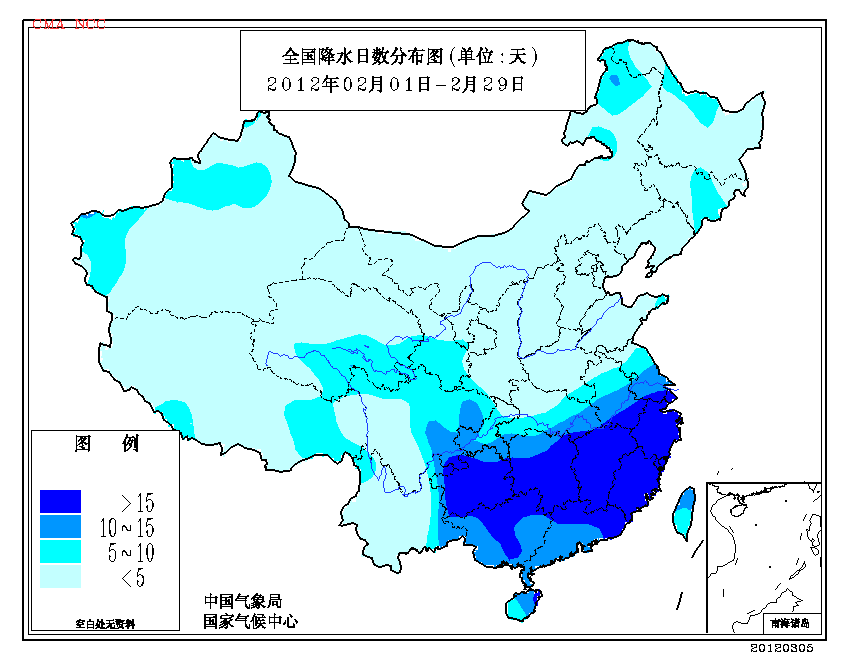 CMA NCC
全国降水日数分布图(单位:天)
2012年02月01日-2月29日
图 例
>15
10~15
5~10
<5
空白处无资料
中国气象局
国家气候中心
南海诸岛
20120305